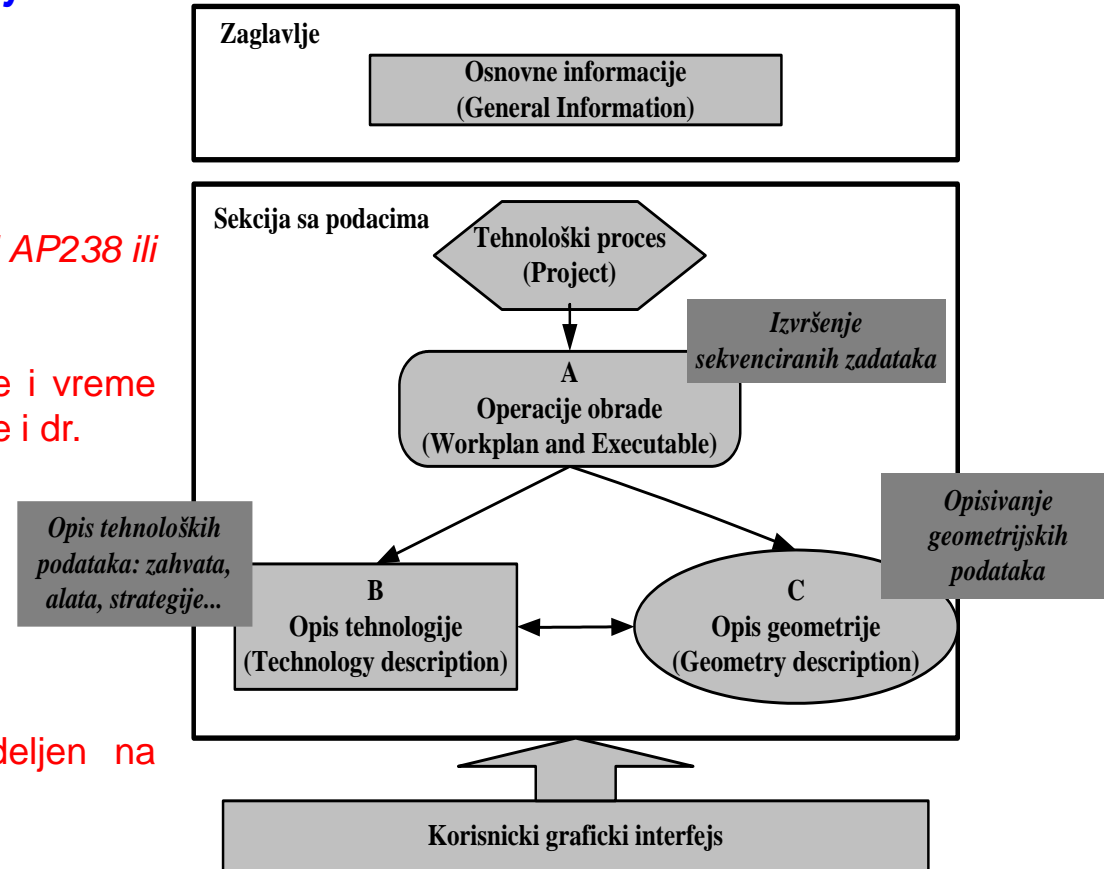 j
Zaglavlje
Osnovne informacije
(General Information)
Sekcija sa podacima
Tehnološki proces
(Project)
AP238 ili
Izvršenje
sekvenciranih zadataka
A
Operacije obrade
(Workplan and Executable)
e i vreme
e i dr.
Opis tehnoloških
podataka: zahvata,
alata, strategije...
Opisivanje
geometrijskih
podataka
B
Opis tehnologije
(Technology description)
C
Opis geometrije
(Geometry description)
deljen na
Korisnicki graficki interfejs